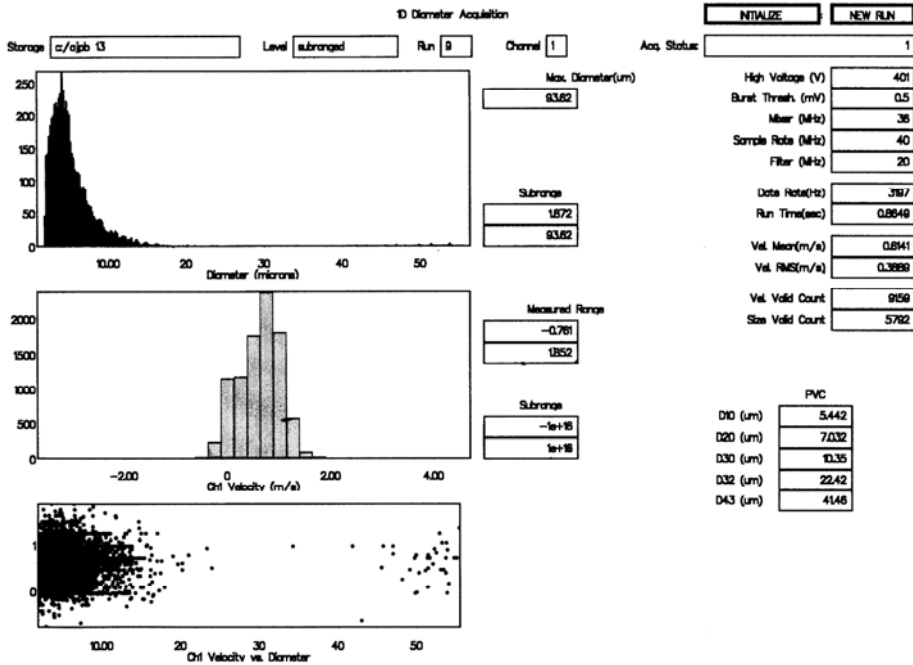 1D Diameter Acquisition
INITIALIZE
NEW RUN
Storage c:/ajpb 13 Level subranged Run 9 Channel 1 Acq. Status: 1
250
200
150
100
50
0
10.00 20 30 40 50
Diameter (microns)
Max. Diameter(um)
93.62
Subrange
1.872
93.62
2000
1500
1000
500
0
-2.00 0 2.00 4.00
Ch1 Velocity (m/s)
Measured Range
-0.761
1.852
Subrange
-1e+16
1e+16
1
0
10.00 20 30 40 50
Ch1 Velocity vs. Diameter
High Voltage (V) 401
Burst Thresh. (mV) 0.5
Mixer (MHz) 36
Sample Rate (MHz) 40
Filter (MHz) 20
Data Rate(Hz) 3197
Run Time(sec) 0.8649
Vel. Mean(m/s) 0.6141
Vel. RMS(m/s) 0.3889
Vel. Valid Count 9159
Size Valid Count 5792
PVC
D10 (um) 5.442
D20 (um) 7.032
D30 (um) 10.35
D32 (um) 22.42
D43 (um) 41.46